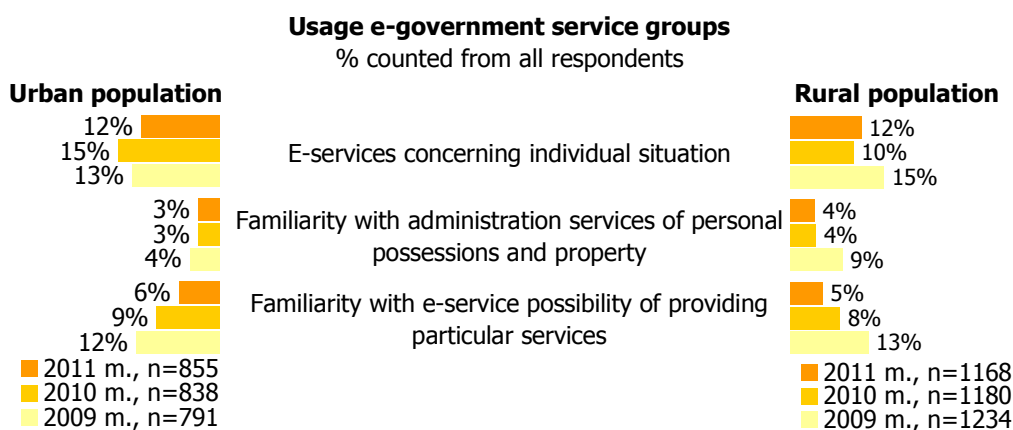 Usage e-government service groups
% counted from all respondents
Urban population
Rural population
12%
15%
13%
E-services concerning individual situation
12%
10%
15%
3%
3%
4%
Familiarity with administration services of personal
possessions and property
4%
4%
9%
6%
9%
12%
Familiarity with e-service possibility of providing
particular services
5%
8%
13%
2011 m., n=855
2010 m., n=838
2009 m., n=791
2011 m., n=1168
2010 m., n=1180
2009 m., n=1234